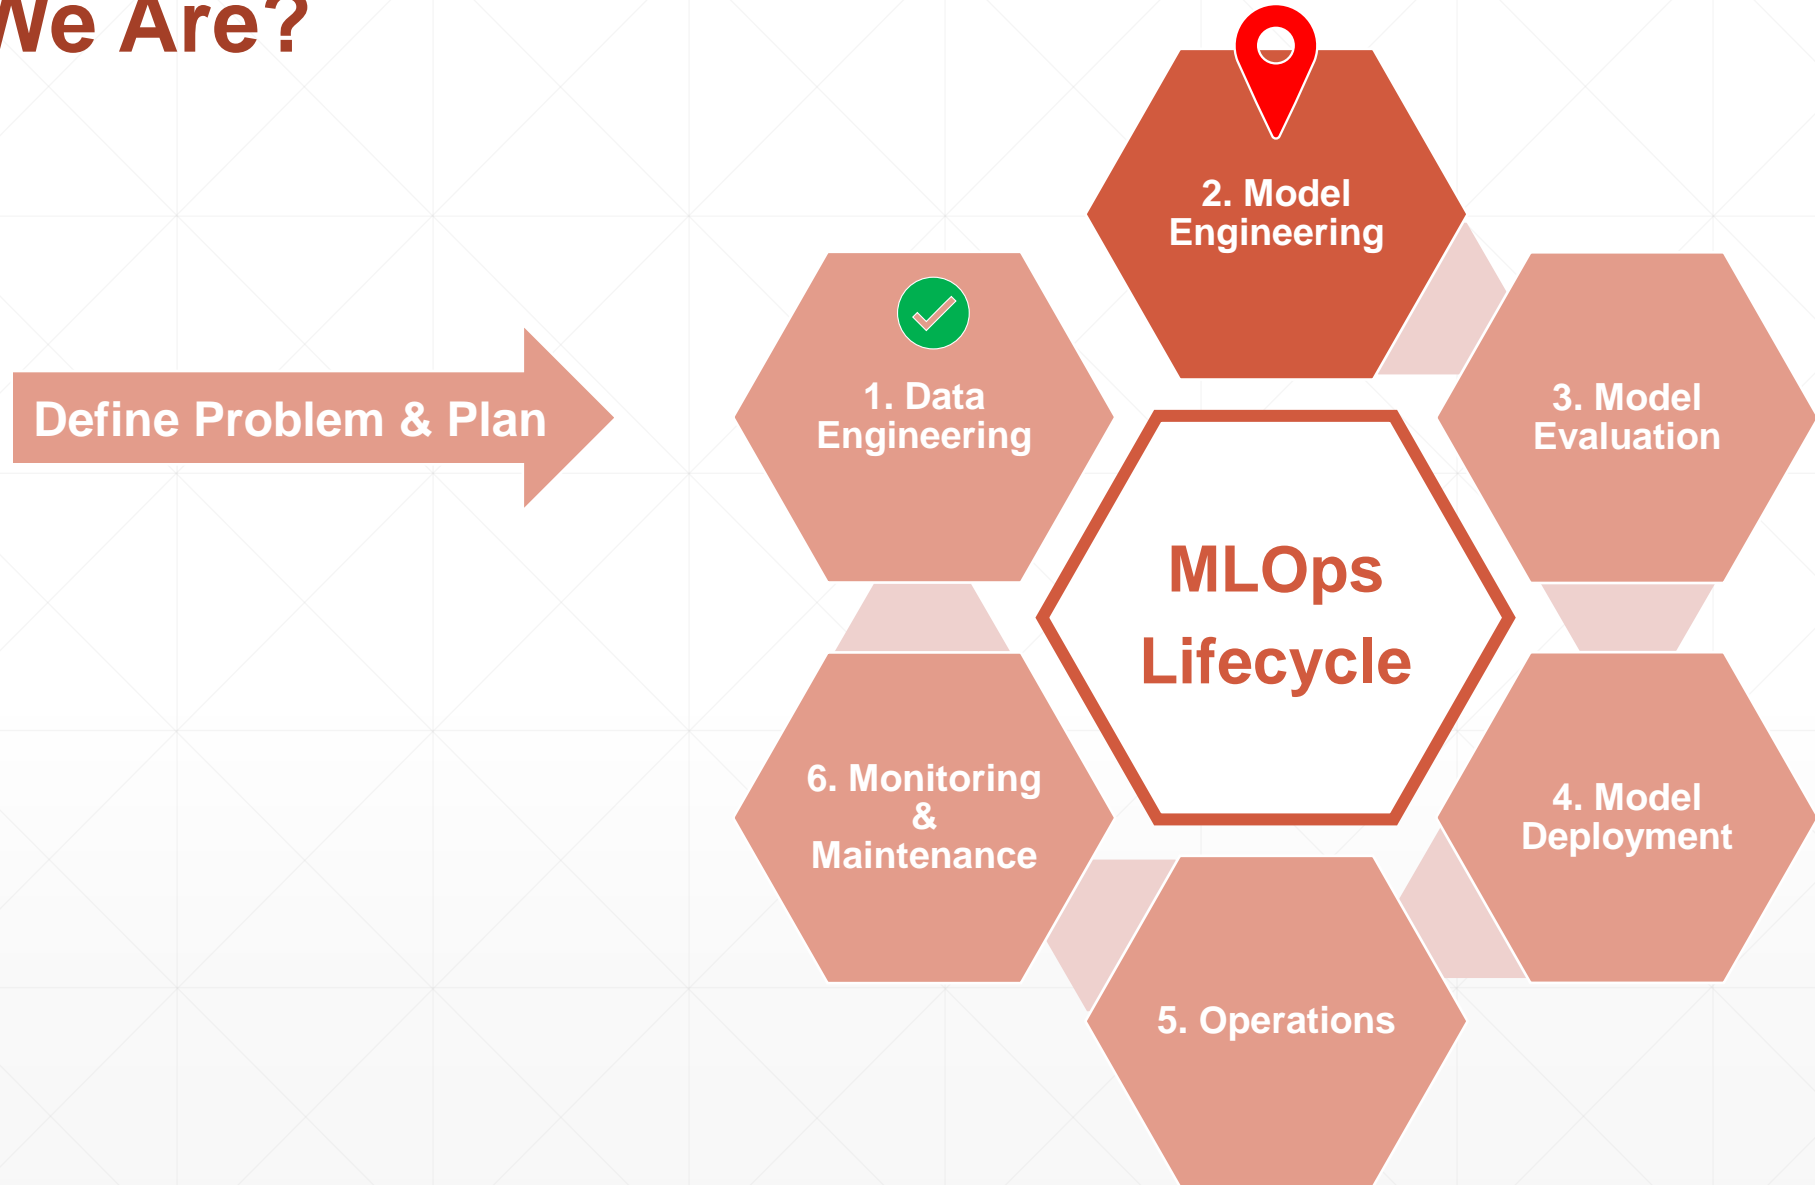 We Are?
Define Problem & Plan
1. Data
Engineering
2. Model
Engineering
3. Model
Evaluation
4. Model
Deployment
5. Operations
6. Monitoring
&
Maintenance
MLOps
Lifecycle